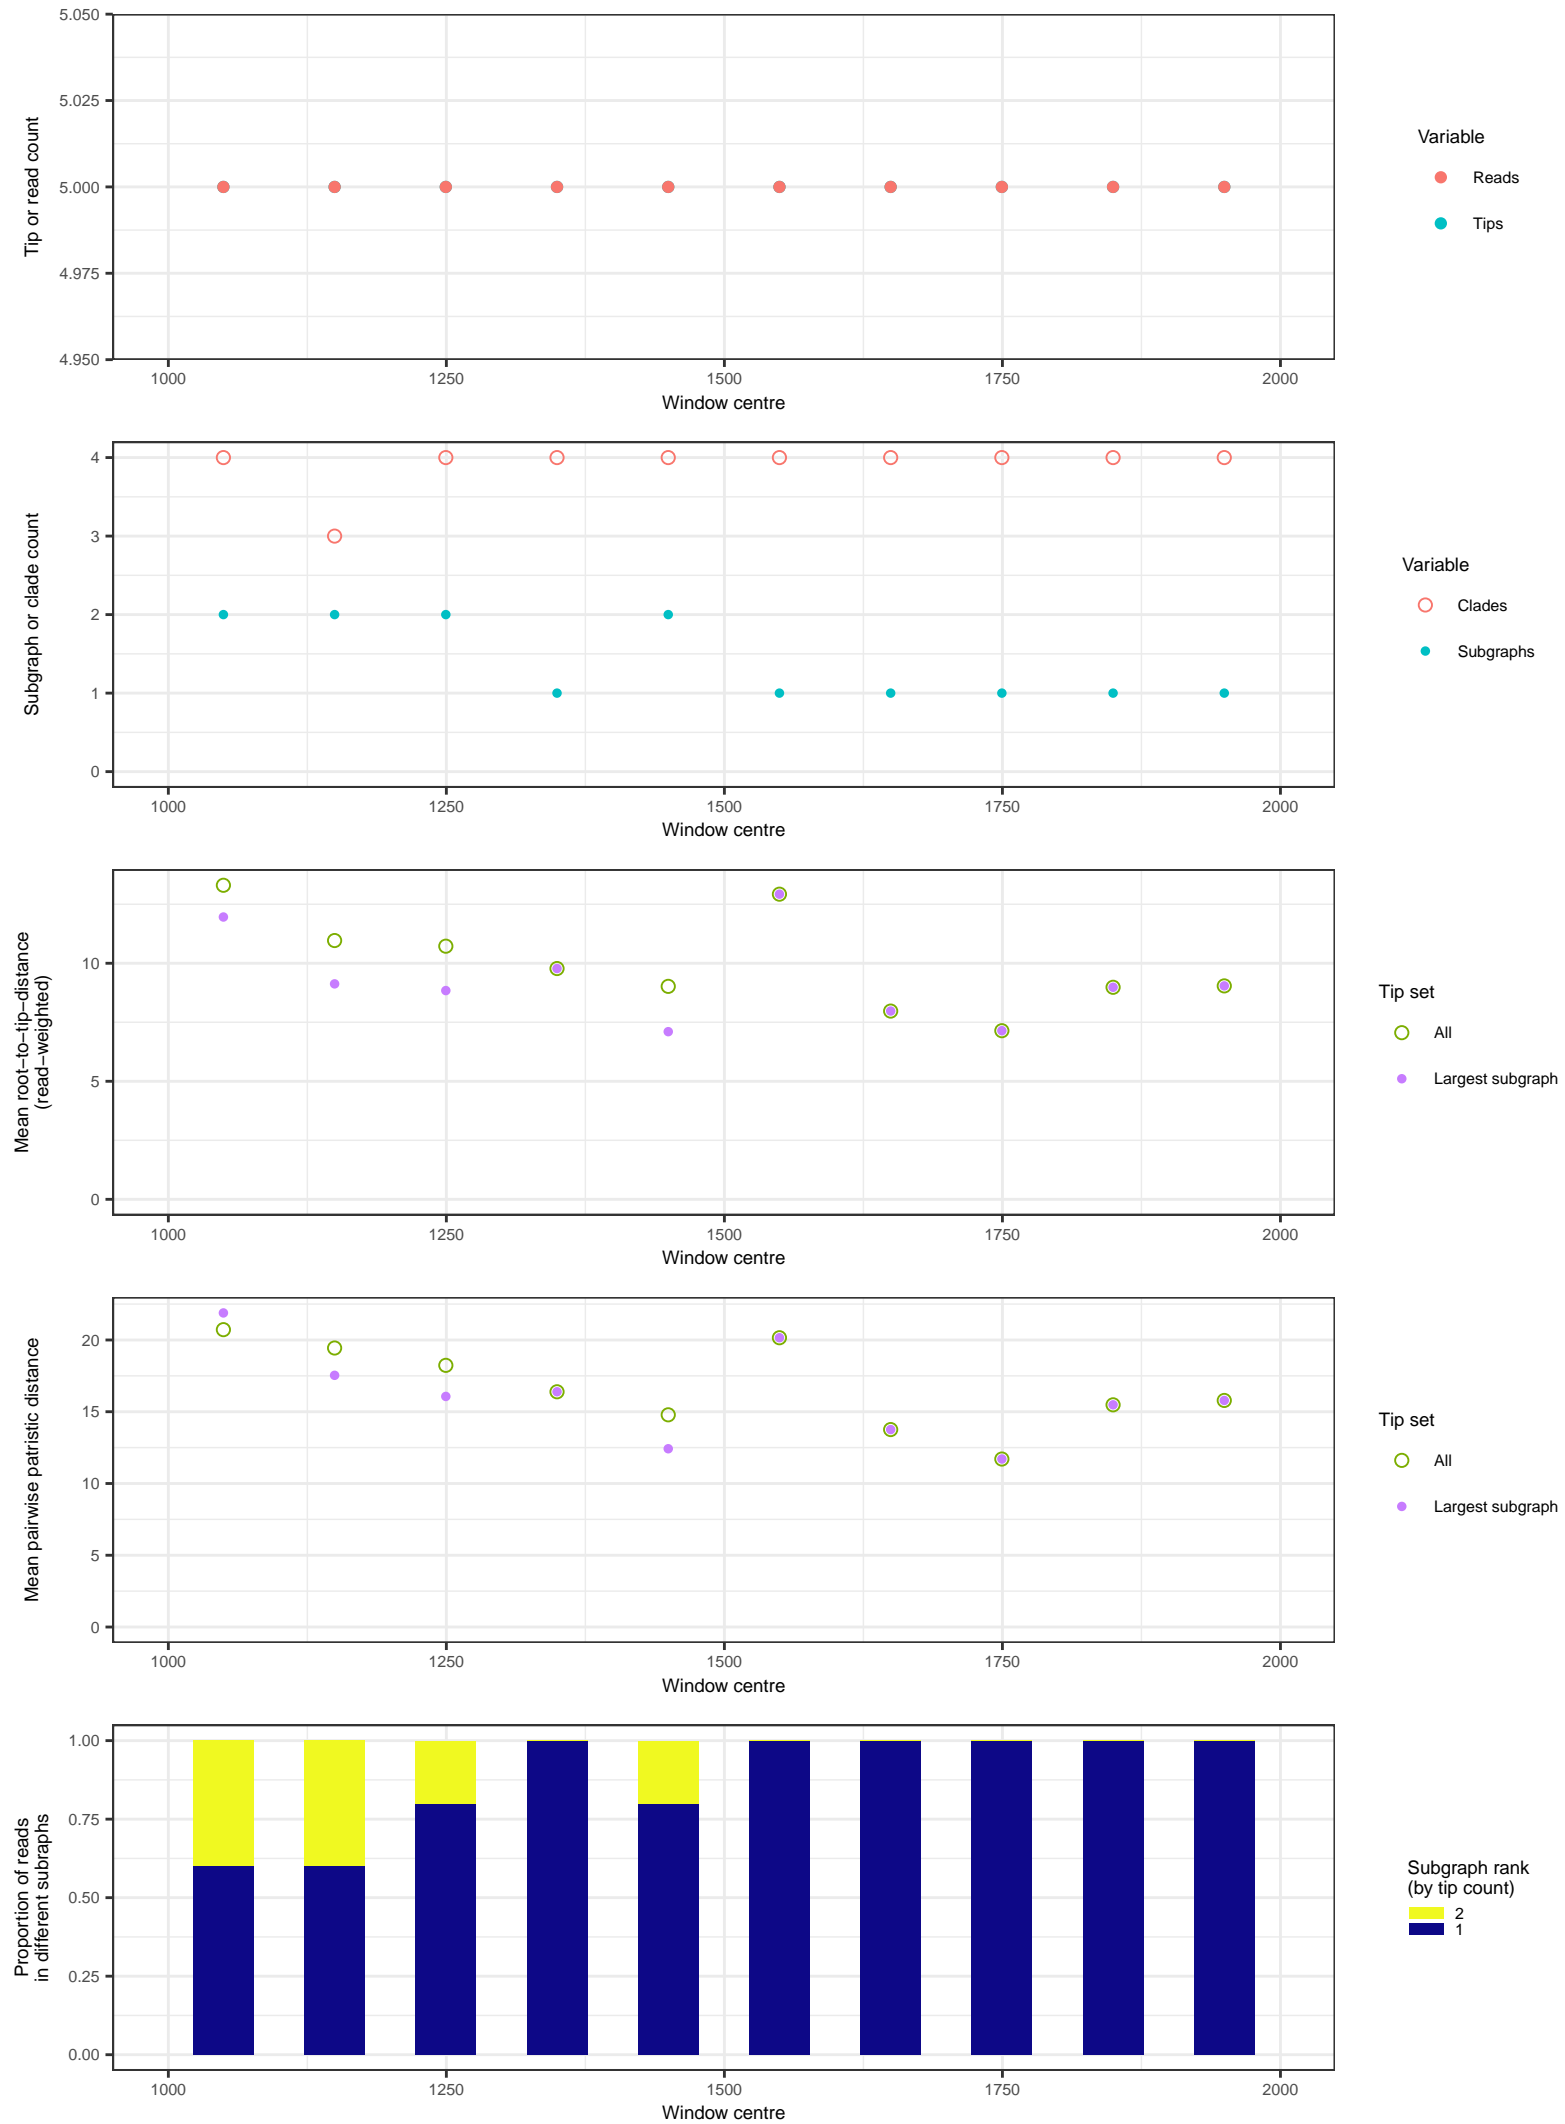 5.050
5.025
5.000
4.975
4.950
Tip or read count
1000 1250 1500 1750 2000
Window centre
Variable
Reads
Tips
4
3
2
1
0
Subgraph or clade count
1000 1250 1500 1750 2000
Window centre
Variable
Clades
Subgraphs
10
5
0
Mean root−to−tip−distance
(read−weighted)
1000 1250 1500 1750 2000
Window centre
Tip set
All
Largest subgraph
20
15
10
5
0
Mean pairwise patristic distance
1000 1250 1500 1750 2000
Window centre
Tip set
All
Largest subgraph
1.00
0.75
0.50
0.25
0.00
Proportion of reads
in different subraphs
1000 1250 1500 1750 2000
Window centre
Subgraph rank
(by tip count)
2
1